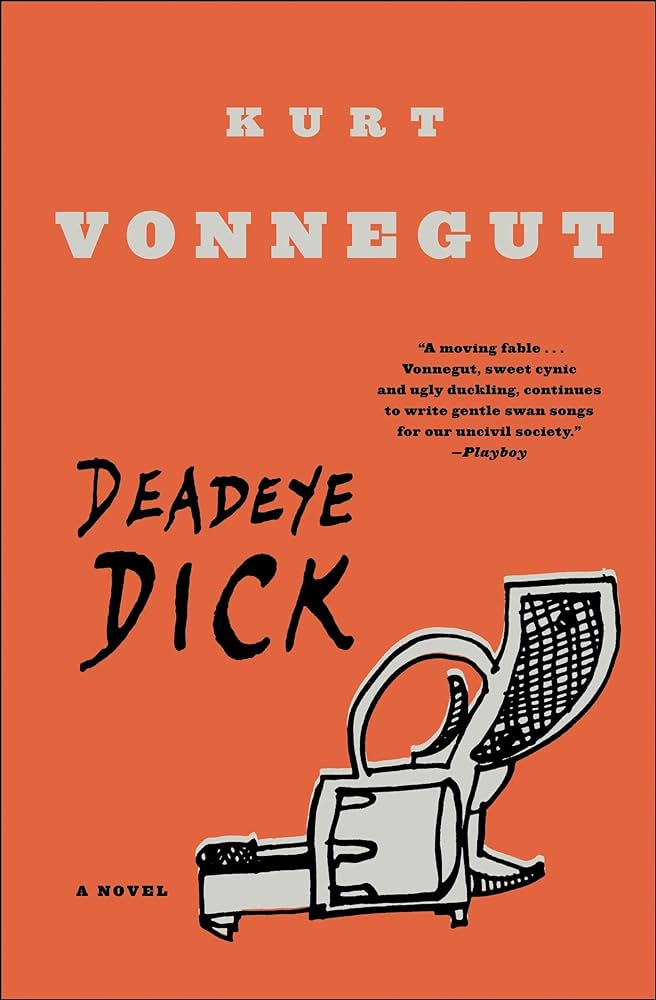 KURT
VONNEGUT
“A moving fable . . .
Vonnegut, sweet cynic
and ugly duckling, continues
to write gentle swan songs
for our uncivil society.”
—Playboy
DEADEYE
DICK
A NOVEL